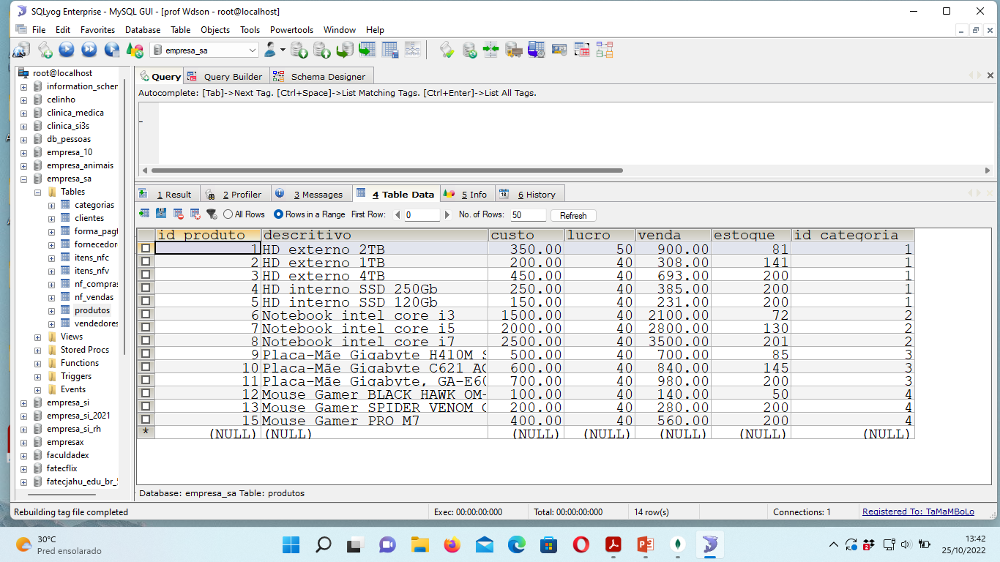 SQLyog Enterprise - MySQL GUI - [prof Wdson - root@localhost]
File Edit Favorites Database Table Objects Tools Powertools Window Help
empresa_sa
root@localhost
information_schem
celinho
clinica_medica
clinica_si3s
db_pessoas
empresa_10
empresa_animais
empresa_sa
Tables
categorias
clientes
forma_pagt
fornecedor
itens_nfc
itens_nfv
nf_compras
nf_vendas
produtos
vendedores
Views
Stored Procs
Functions
Triggers
Events
empresa_si
empresa_si_2021
empresa_si_rh
empresax
faculdadex
fatecflix
fatecjahu_edu_br_
Query Query Builder Schema Designer
Autocomplete: [Tab]->Next Tag. [Ctrl+Space]->List Matching Tags. [Ctrl+Enter]->List All Tags.
1 Result 2 Profiler 3 Messages 4 Table Data 5 Info 6 History
All Rows Rows in a Range First Row: 0 No. of Rows: 50 Refresh
id_produto descritivo custo lucro venda estoque id_categoria
1 HD externo 2TB 350.00 50 900.00 81 1
2 HD externo 1TB 200.00 40 308.00 141 1
3 HD externo 4TB 450.00 40 693.00 200 1
4 HD interno SSD 250Gb 250.00 40 385.00 200 1
5 HD interno SSD 120Gb 150.00 40 231.00 200 1
6 Notebook intel core i3 1500.00 40 2100.00 72 2
7 Notebook intel core i5 2000.00 40 2800.00 130 2
8 Notebook intel core i7 2500.00 40 3500.00 201 2
9 Placa-Mãe Gigabyte H410M S 500.00 40 700.00 85 3
10 Placa-Mãe Gigabyte C621 AO 600.00 40 840.00 145 3
11 Placa-Mãe Gigabyte, GA-E60 700.00 40 980.00 200 3
12 Mouse Gamer BLACK HAWK OM- 100.00 40 140.00 50 4
13 Mouse Gamer SPIDER VENOM O 200.00 40 280.00 200 4
15 Mouse Gamer PRO M7 400.00 40 560.00 200 4
* (NULL) (NULL) (NULL) (NULL) (NULL) (NULL) (NULL)
Database: empresa_sa Table: produtos
Rebuilding tag file completed Exec: 00:00:00:000 Total: 00:00:00:000 14 row(s) Connections: 1 Registered To: TaMaMBoLo
30°C
Pred ensolarado
13:42
25/10/2022